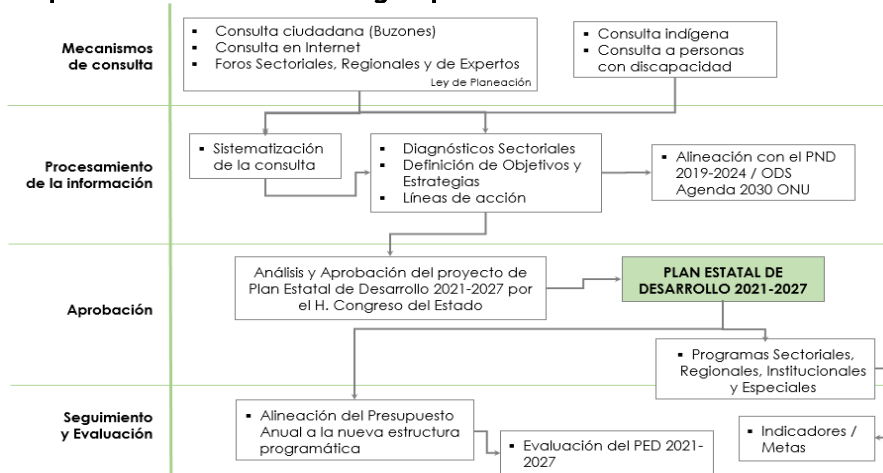 Mecanismos
de consulta
▪ Consulta ciudadana (Buzones)
▪ Consulta en Internet
▪ Foros Sectoriales, Regionales y de Expertos
Ley de Planeación
▪ Consulta indígena
▪ Consulta a personas
con discapacidad
Procesamiento
de la información
▪ Sistematización
de la consulta
▪ Diagnósticos Sectoriales
▪ Definición de Objetivos y
Estrategias
▪ Líneas de acción
▪ Alineación con el PND
2019-2024 / ODS
Agenda 2030 ONU
Aprobación
Análisis y Aprobación del proyecto de
Plan Estatal de Desarrollo 2021-2027 por
el H. Congreso del Estado
PLAN ESTATAL DE
DESARROLLO 2021-2027
▪ Programas Sectoriales,
Regionales, Institucionales
y Especiales
Seguimiento
y Evaluación
▪ Alineación del Presupuesto
Anual a la nueva estructura
programática
▪ Evaluación del PED 2021-
2027
▪ Indicadores /
Metas